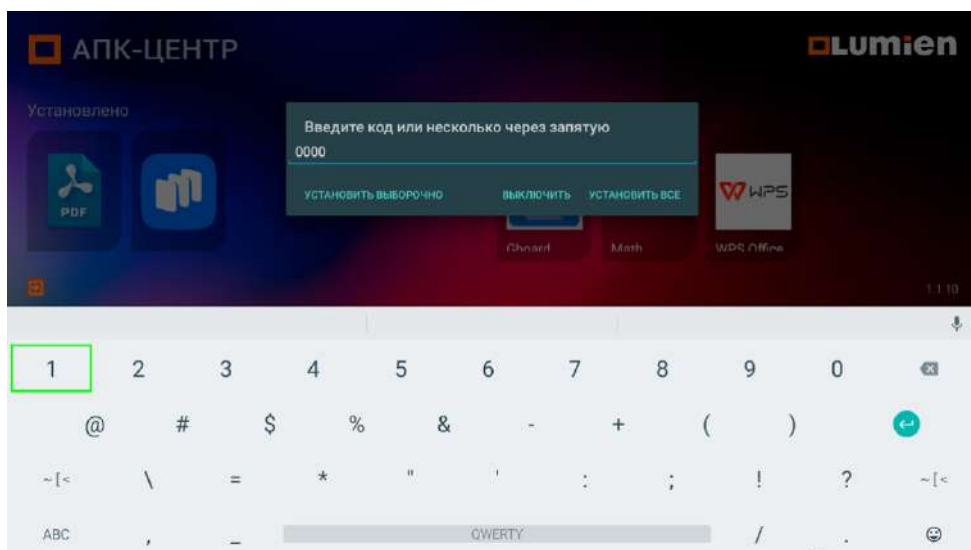 АПК-ЦЕНТР
Lumien
Установлено
Введите код или несколько через запятую
0000
УСТАНОВИТЬ ВЫБОРОЧНО ВЫКЛЮЧИТЬ УСТАНОВИТЬ ВСЕ
PDF
WPS
Gboard Math WPS Office
1.1.10
1 2 3 4 5 6 7 8 9 0
@ # $ % & - + ( )
~[< \ = * " ' : ; ! ? ~[<
ABC , _ QWERTY / .